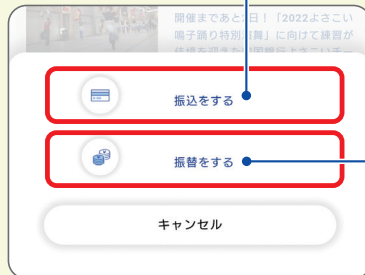 開催まであと2日!「2022よさこい
鳴子踊り特別演舞」に向けて練習が
振込をする
振替をする
キャンセル